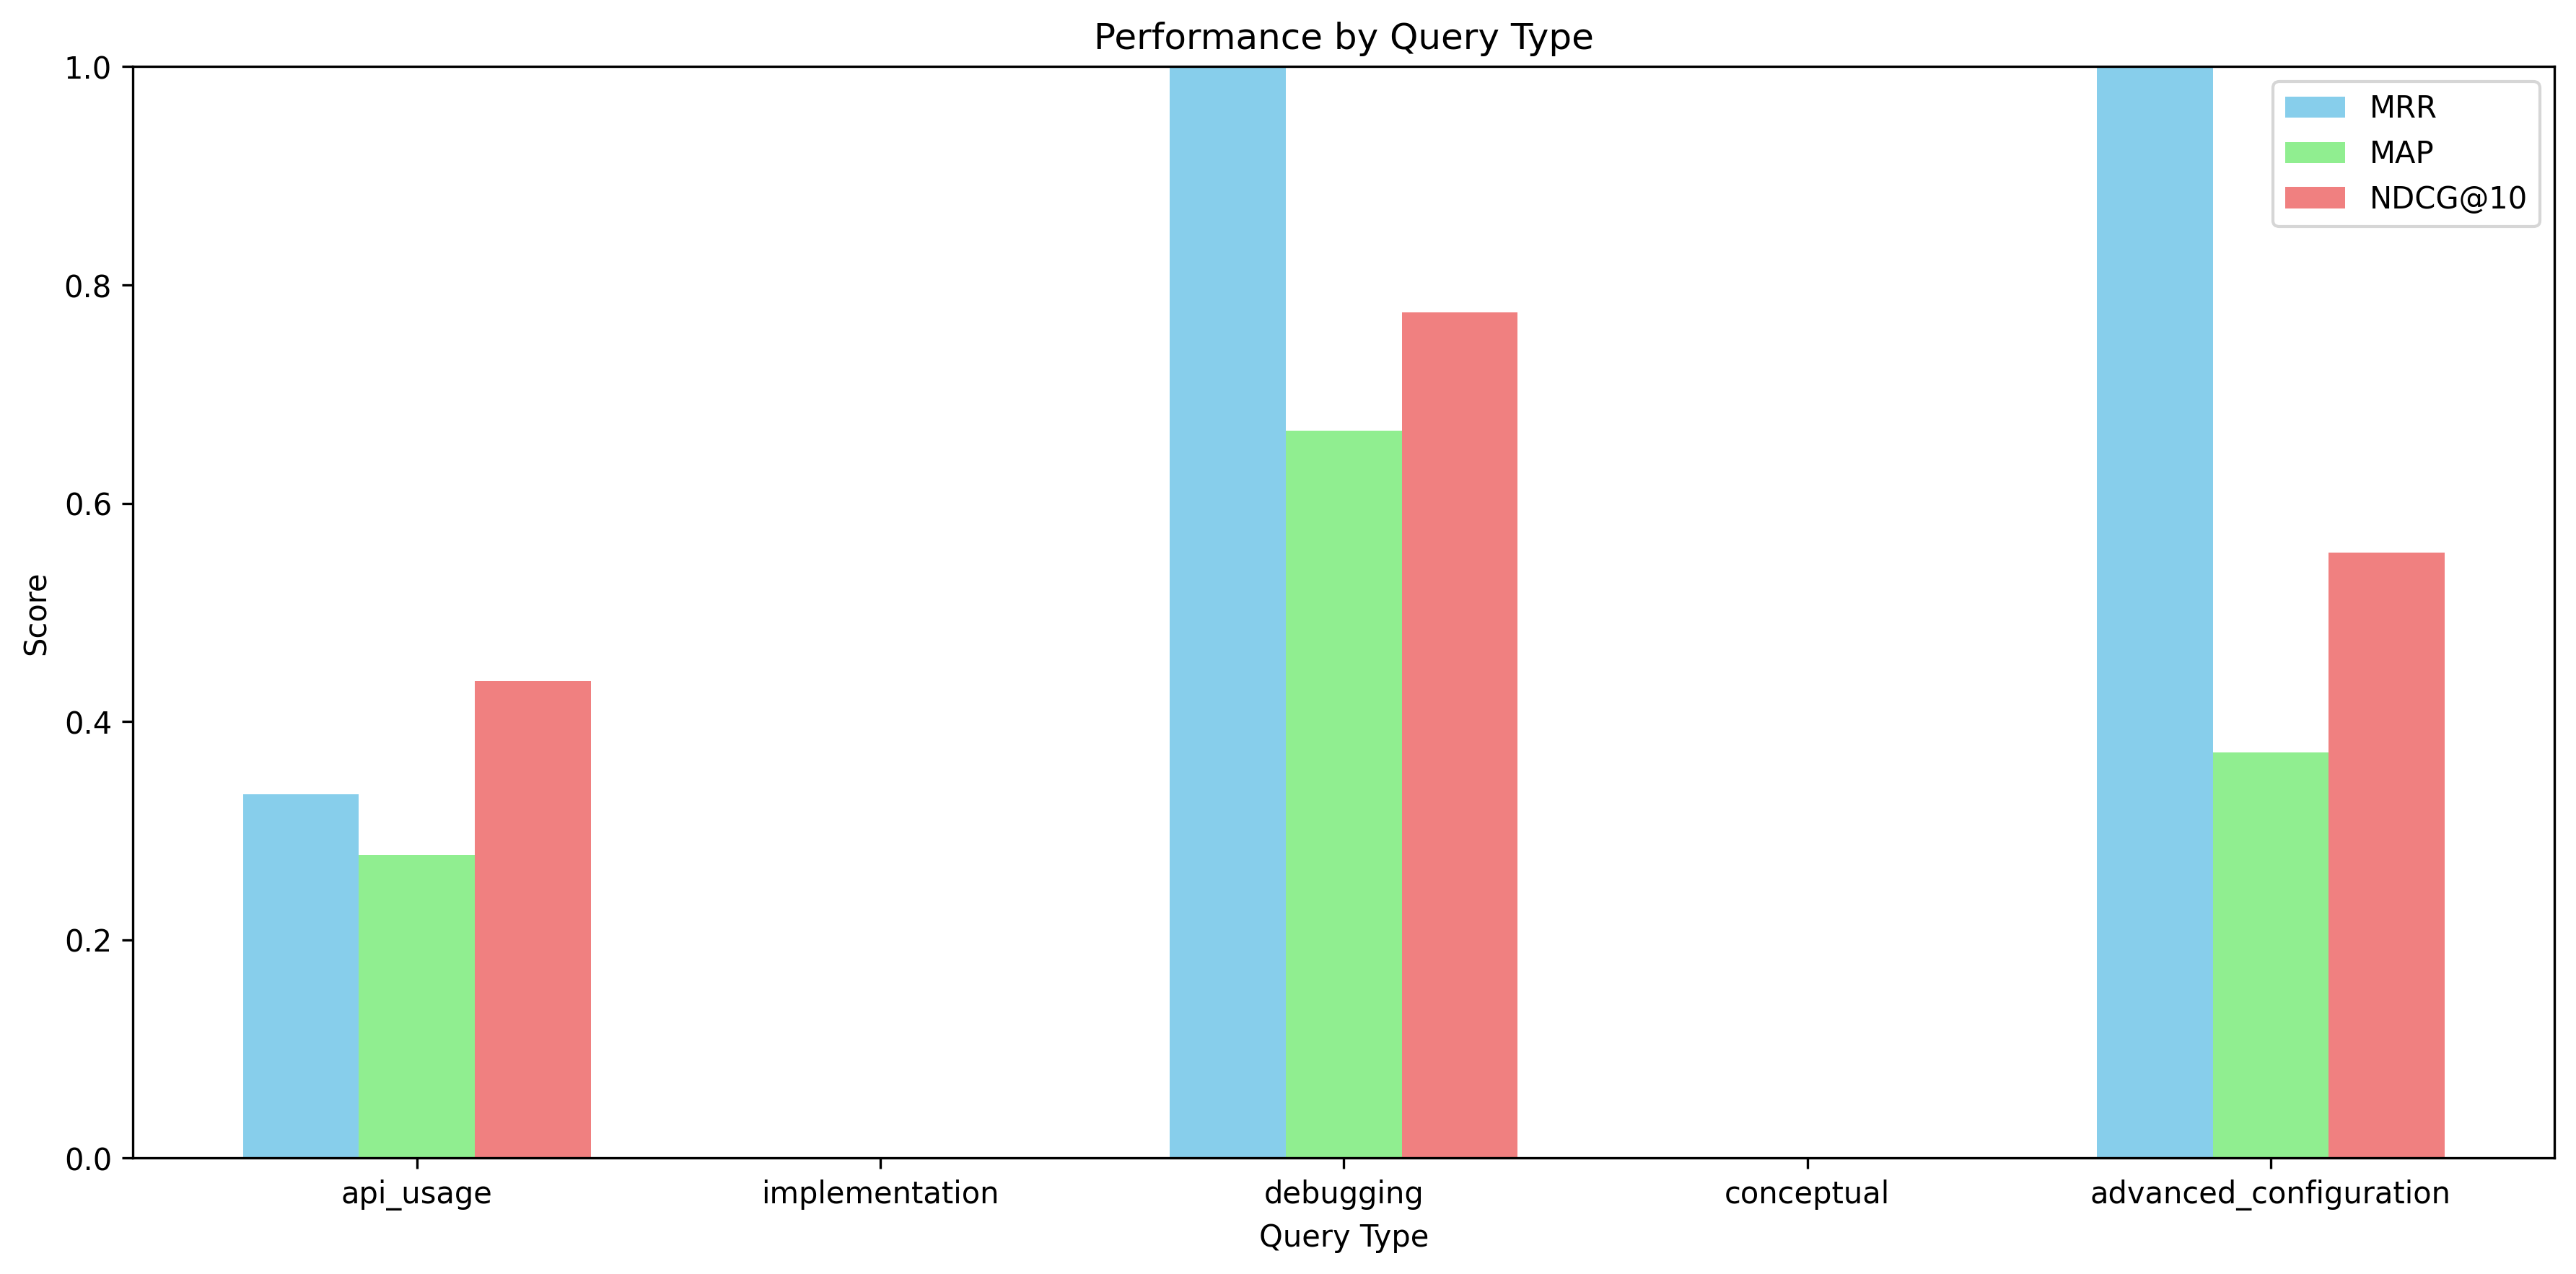 Performance by Query Type
1.0
0.8
0.6
0.4
0.2
0.0
Score
MRR
MAP
NDCG@10
api_usage
implementation
debugging
conceptual
advanced_configuration
Query Type